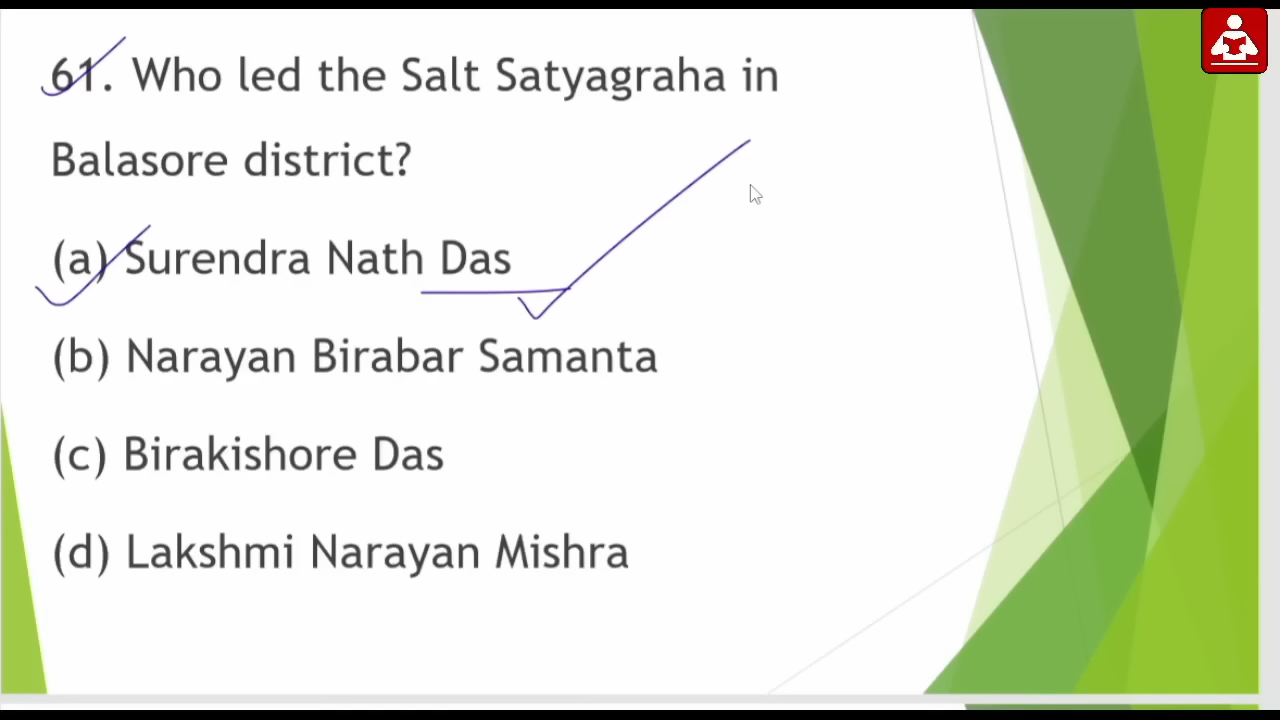 61. Who led the Salt Satyagraha in
Balasore district?
(a) Surendra Nath Das
(b) Narayan Birabar Samanta
(c) Birakishore Das
(d) Lakshmi Narayan Mishra